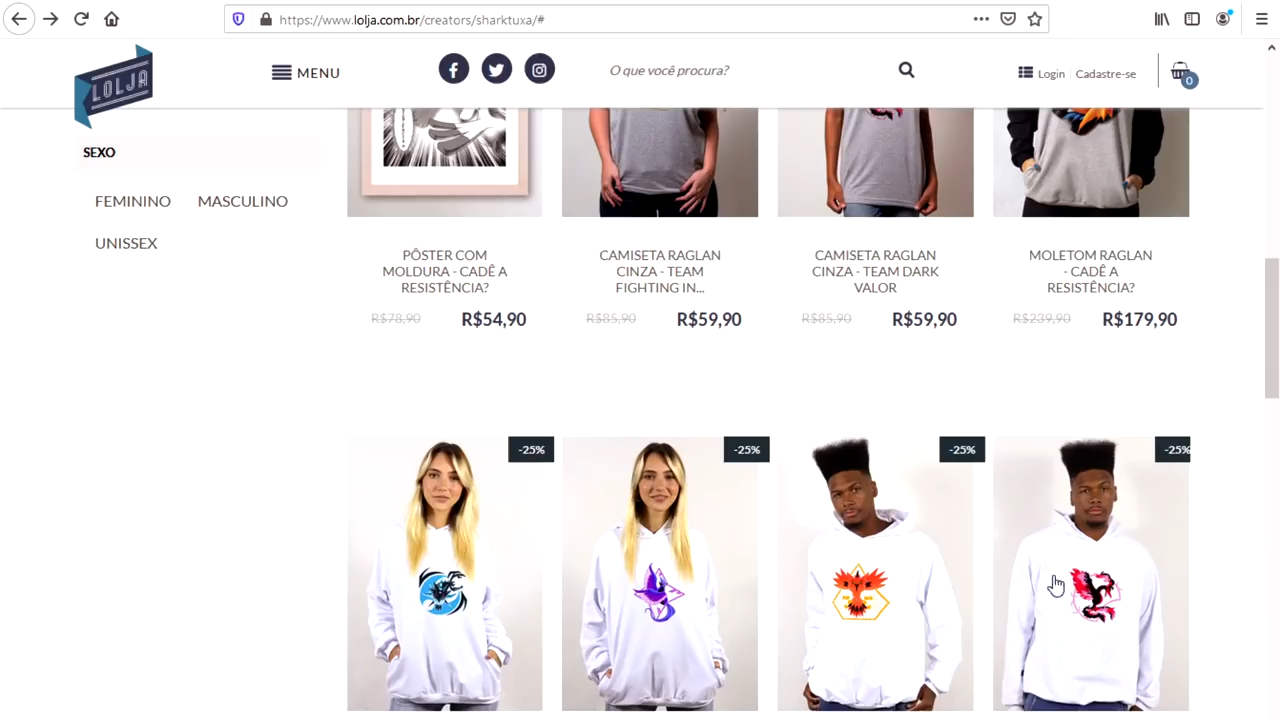 https://www.lolja.com.br/creators/sharktuxa/#
LOLJA
MENU
O que você procura?
Login
Cadastre-se
0
SEXO
FEMININO
MASCULINO
UNISSEX
PÔSTER COM
MOLDURA - CADÊ A
RESISTÊNCIA?
R$78,90 R$54,90
CAMISETA RAGLAN
CINZA - TEAM
FIGHTING IN...
R$85,90 R$59,90
CAMISETA RAGLAN
CINZA - TEAM DARK
VALOR
R$85,90 R$59,90
MOLETOM RAGLAN
- CADÊ A
RESISTÊNCIA?
R$239,90 R$179,90
-25%
-25%
-25%
-25%